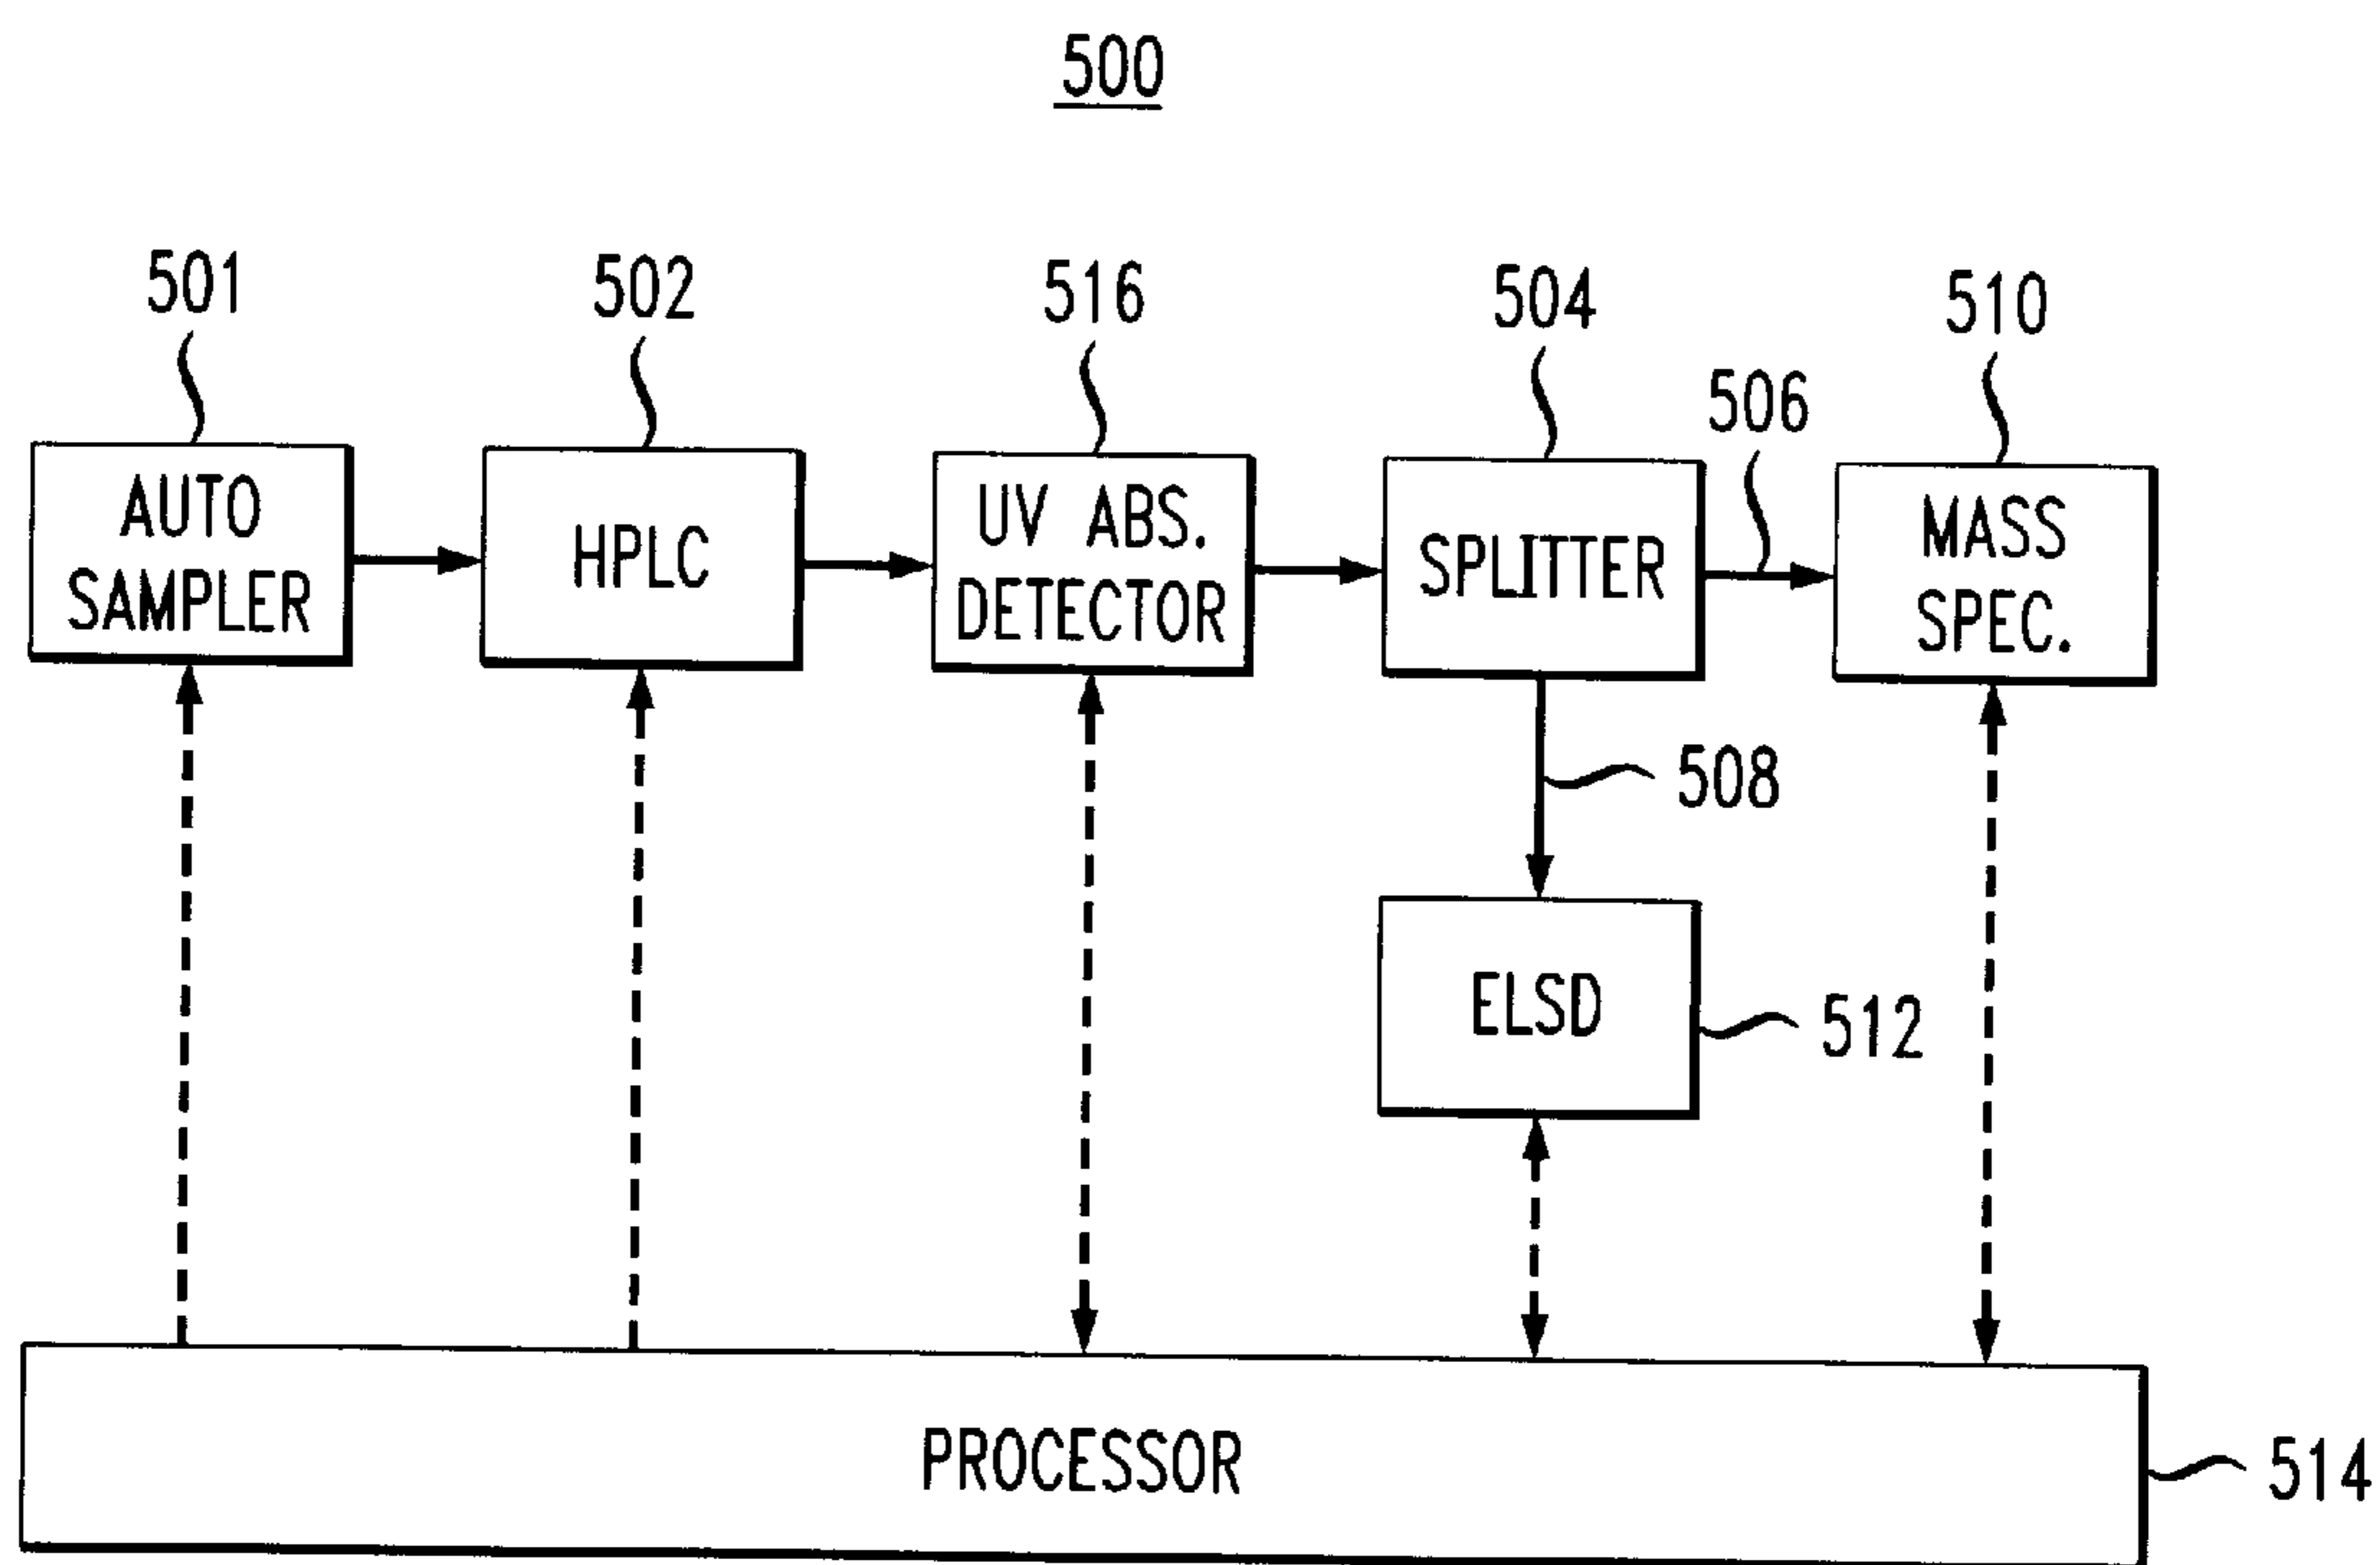 500
501
502
516
504
510
506
AUTO
SAMPLER
HPLC
UV ABS.
DETECTOR
SPLITTER
MASS
SPEC.
508
ELSD
512
PROCESSOR
514